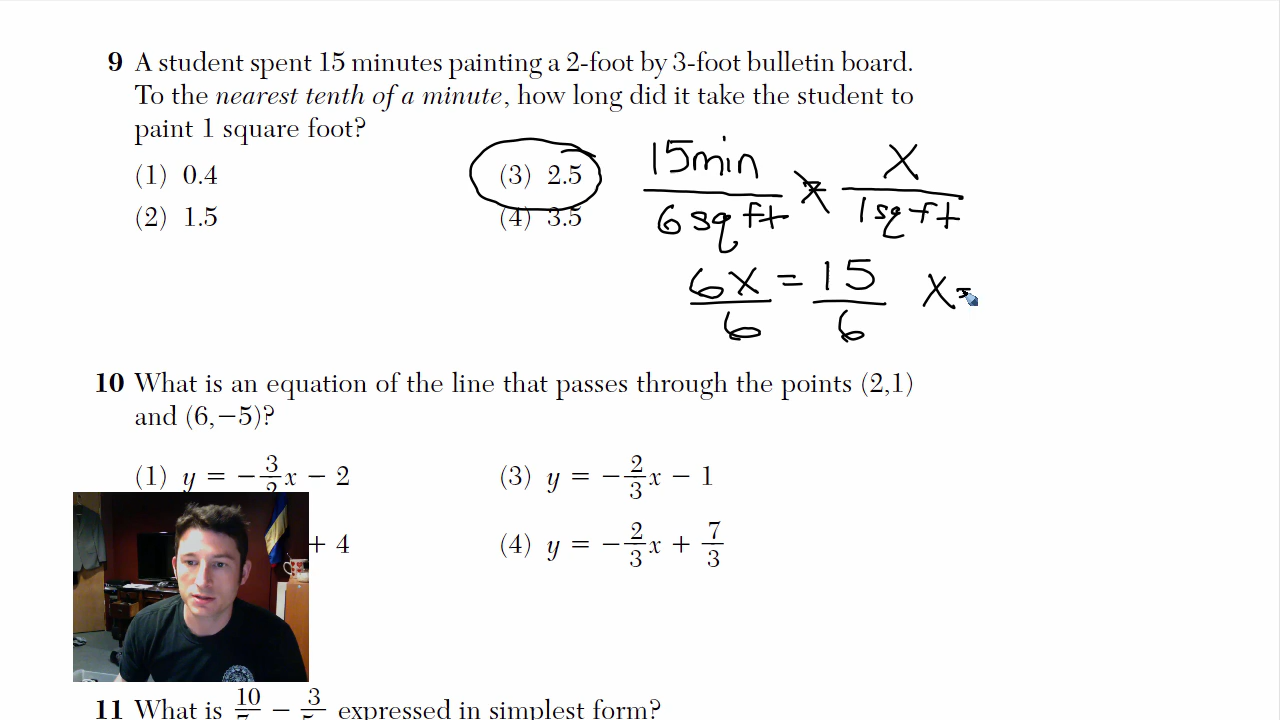 9 A student spent 15 minutes painting a 2-foot by 3-foot bulletin board.
To the nearest tenth of a minute, how long did it take the student to
paint 1 square foot?
(1) 0.4 (3) 2.5
(2) 1.5 (4) 3.5
15min / 6 sq ft X / 1 sq ft
6X / 6 = 15 / 6 X =
10 What is an equation of the line that passes through the points (2,1)
and (6,−5)?
(1) y = −3/2x − 2 (3) y = −2/3x − 1
+ 4 (4) y = −2/3x + 7/3
11 What is 10 − 3 expressed in simplest form?